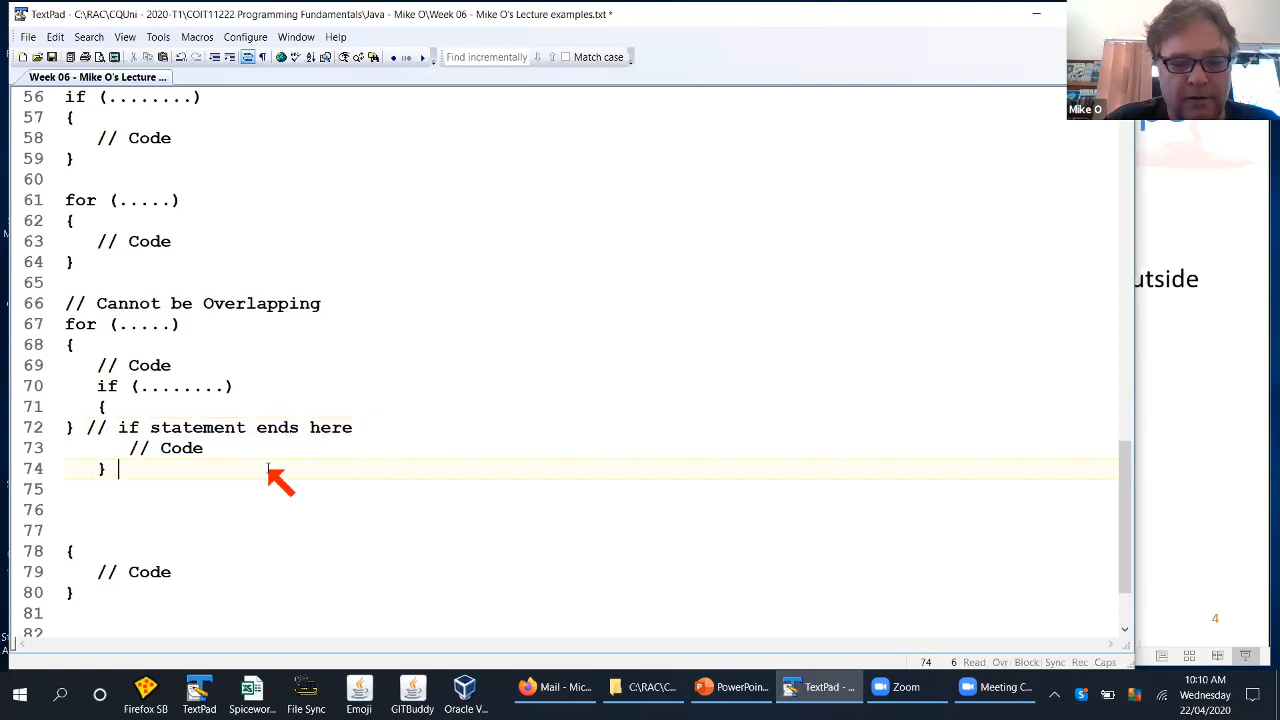 TextPad - C:\RAC\CQUni - 2020-T1\COIT11222 Programming Fundamentals\Java - Mike O\Week 06 - Mike O's Lecture examples.txt *
File Edit Search View Tools Macros Configure Window Help
Find incrementally Match case
Week 06 - Mike O's Lecture ...
Mike O
56 if (........)
57 {
58 // Code
59 }
60
61 for (.....)
62 {
63 // Code
64 }
65
66 // Cannot be Overlapping
67 for (.....)
68 {
69 // Code
70 if (........)
71 {
72 } // if statement ends here
73 // Code
74 }
75
76
77
78 {
79 // Code
80 }
81
82
utside
4
74 6 Read Ovr Block Sync Rec Caps
Firefox SB TextPad Spicewor... File Sync Emoji GITBuddy Oracle V... Mail - Mic... C:\RAC\C... PowerPoin... TextPad - ... Zoom Meeting C...
10:10 AM
Wednesday
22/04/2020